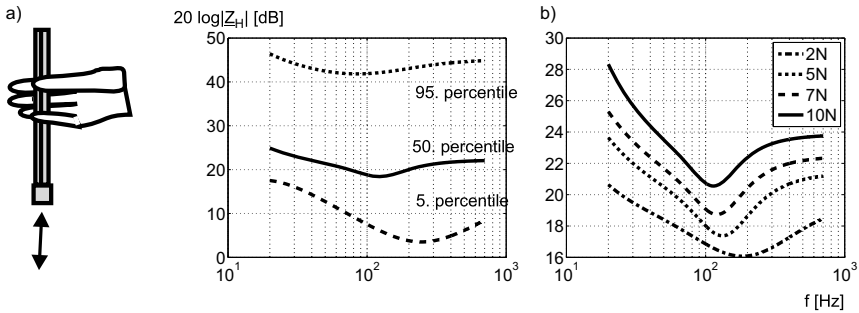 a)
20 log|Z_H| [dB]
50
40
30
20
10
0
95. percentile
50. percentile
5. percentile
10^1
10^2
10^3
b)
30
28
26
24
22
20
18
16
2N
5N
7N
10N
10^1
10^2
10^3
f [Hz]